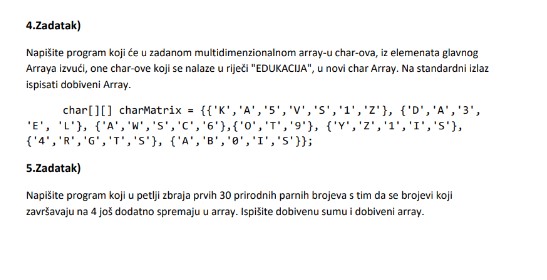 4.Zadatak)
Napišite program koji će u zadanom multidimenzionalnom array-u char-ova, iz elemenata glavnog
Arraya izvući, one char-ove koji se nalaze u riječi "EDUKACIJA", u novi char Array. Na standardni izlaz
ispisati dobiveni Array.
char[][] charMatrix = {{'K','A','5','V','S','1','Z'}, {'D','A','3',
'E', 'L'}, {'A','W','S','C','6'},{'O','T','9'}, {'Y','Z','1','I','S'},
{'4','R','G','T','S'}, {'A','B','0','I','S'}};
5.Zadatak)
Napišite program koji u petlji zbraja prvih 30 prirodnih parnih brojeva s tim da se brojevi koji
završavaju na 4 još dodatno spremaju u array. Ispišite dobivenu sumu i dobiveni array.